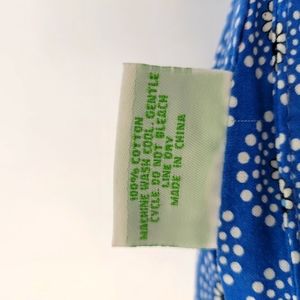 100% COTTON
MACHINE WASH COOL, GENTLE
CYCLE. DO NOT BLEACH
LINE DRY
MADE IN CHINA